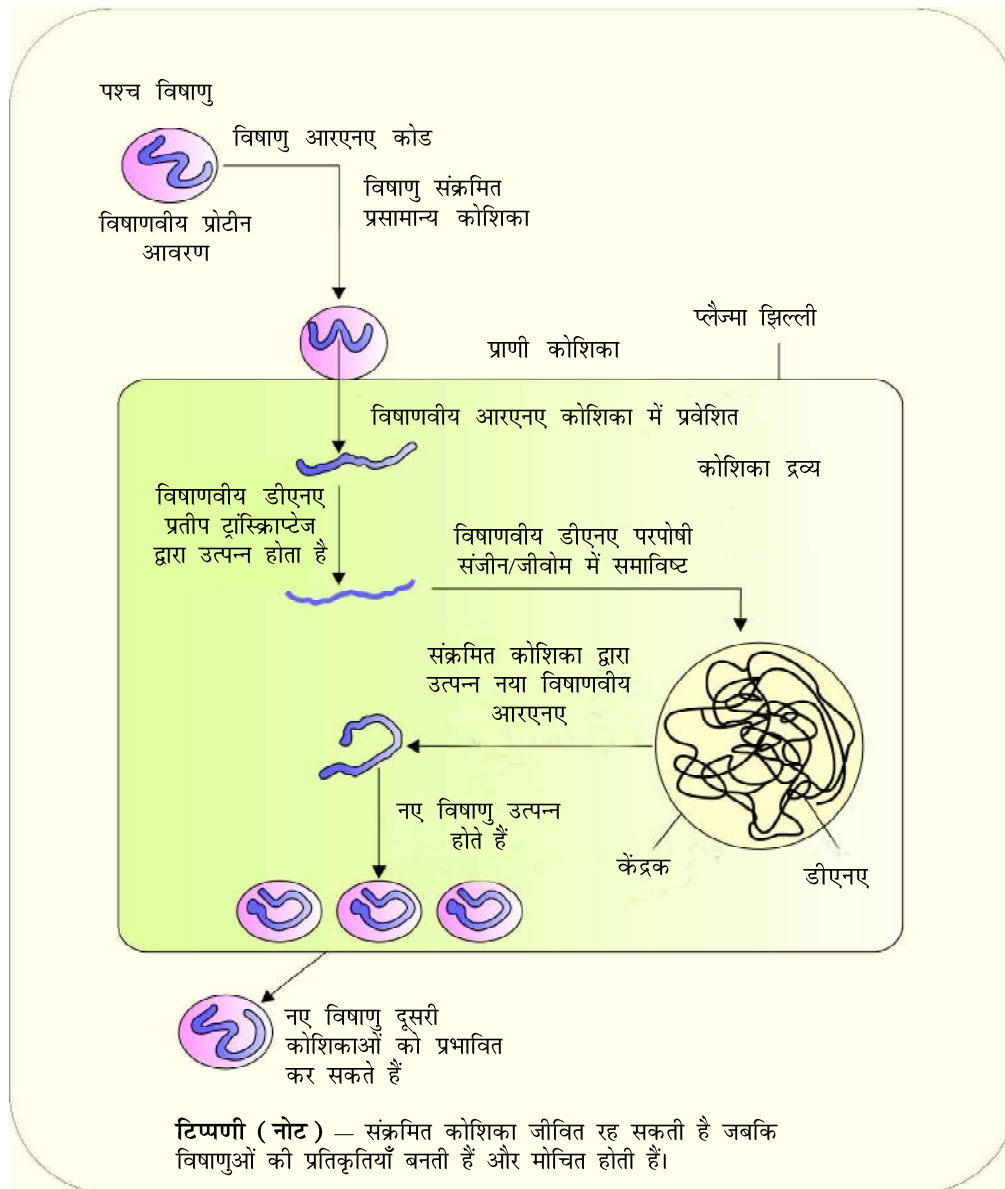 पश्च विषाणु
विषाणु आरएनए कोड
विषाणु संक्रमित
प्रसामान्य कोशिका
विषाणवीय प्रोटीन
आवरण
प्लैज्मा झिल्ली
प्राणी कोशिका
विषाणवीय आरएनए कोशिका में प्रवेशित
कोशिका द्रव्य
विषाणवीय डीएनए
प्रतीप ट्रांस्क्राप्टेज
द्वारा उत्पन्न होता है
विषाणवीय डीएनए परपोषी
संजीन/जीवोम में समाविष्ट
संक्रमित कोशिका द्वारा
उत्पन्न नया विषाणवीय
आरएनए
नए विषाणु उत्पन्न
होते हैं
केंद्रक
डीएनए
नए विषाणु दूसरी
कोशिकाओं को प्रभावित
कर सकते हैं
टिप्पणी ( नोट ) — संक्रमित कोशिका जीवित रह सकती है जबकि
विषाणुओं की प्रतिकृतियाँ बनती हैं और मोचित होती हैं।